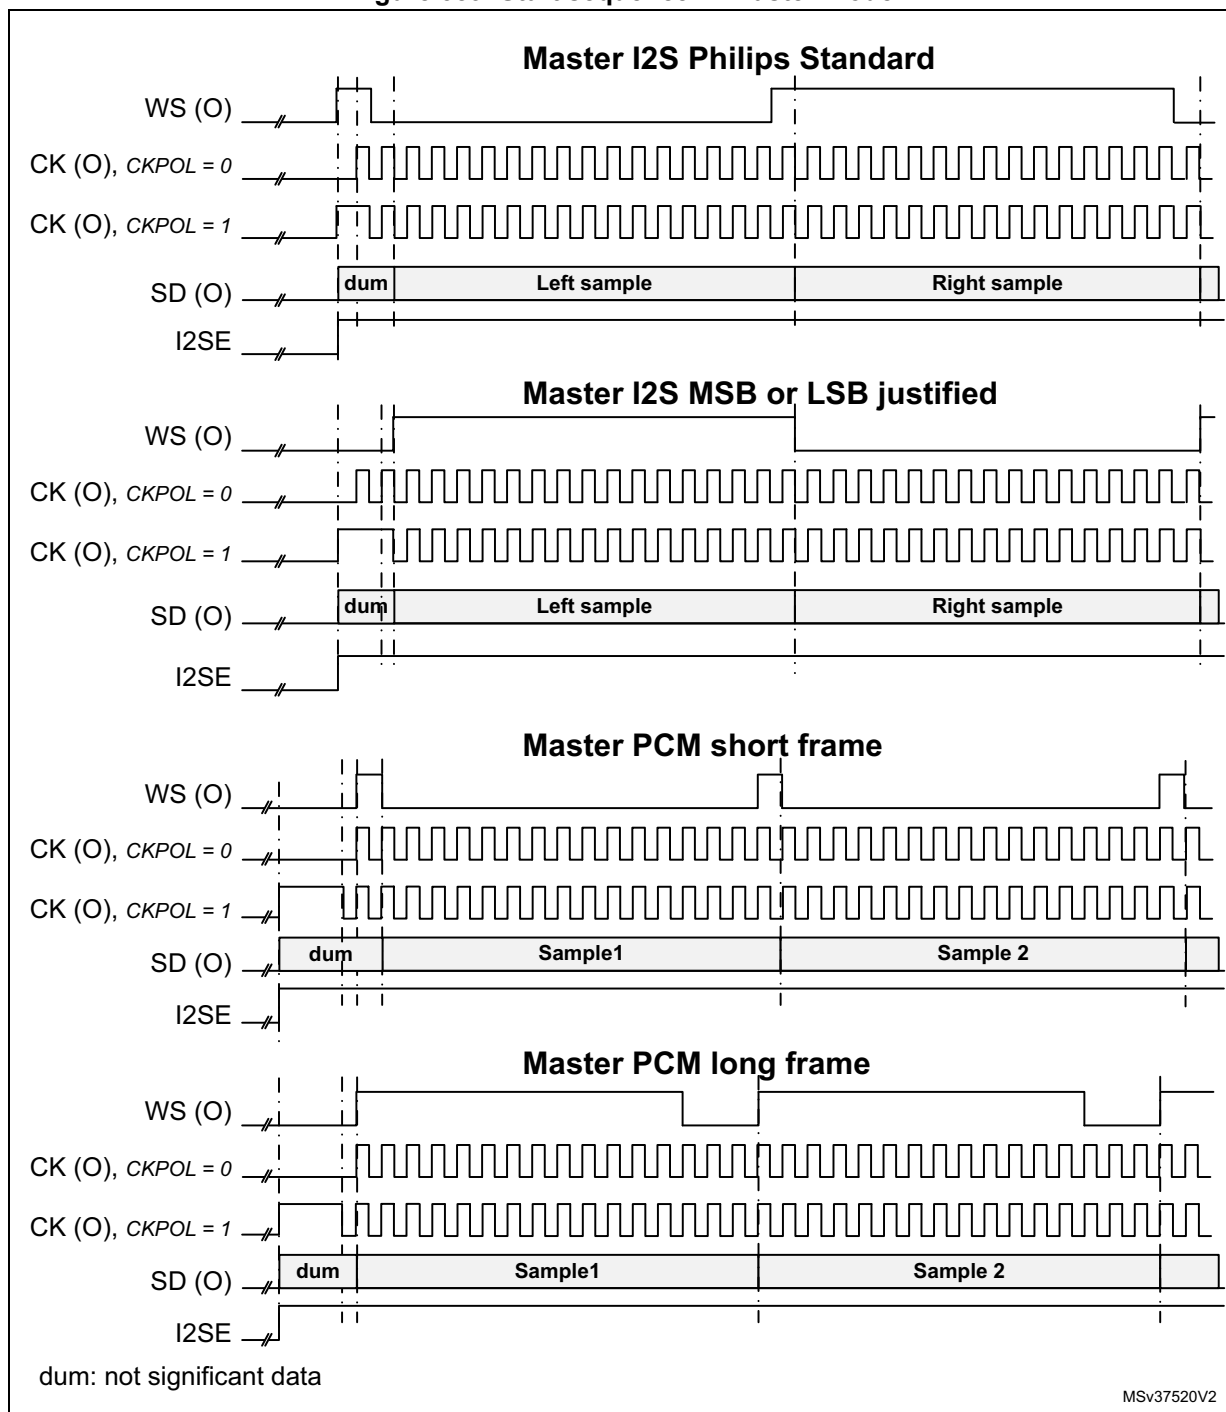 Master I2S Philips Standard
WS (O)
CK (O), CKPOL = 0
CK (O), CKPOL = 1
SD (O) dum Left sample Right sample
I2SE
Master I2S MSB or LSB justified
WS (O)
CK (O), CKPOL = 0
CK (O), CKPOL = 1
SD (O) dum Left sample Right sample
I2SE
Master PCM short frame
WS (O)
CK (O), CKPOL = 0
CK (O), CKPOL = 1
SD (O) dum Sample1 Sample 2
I2SE
Master PCM long frame
WS (O)
CK (O), CKPOL = 0
CK (O), CKPOL = 1
SD (O) dum Sample1 Sample 2
I2SE
dum: not significant data
MSv37520V2